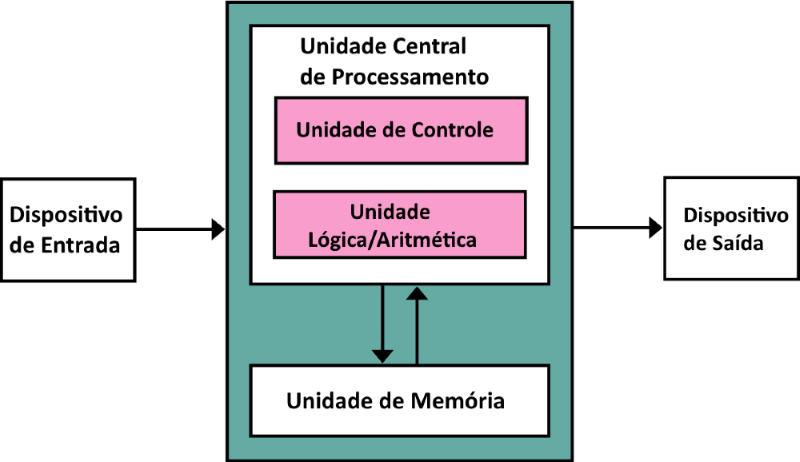 Unidade Central
de Processamento
Unidade de Controle
Dispositivo
de Entrada
Unidade
Lógica/Aritmética
Dispositivo
de Saída
Unidade de Memória